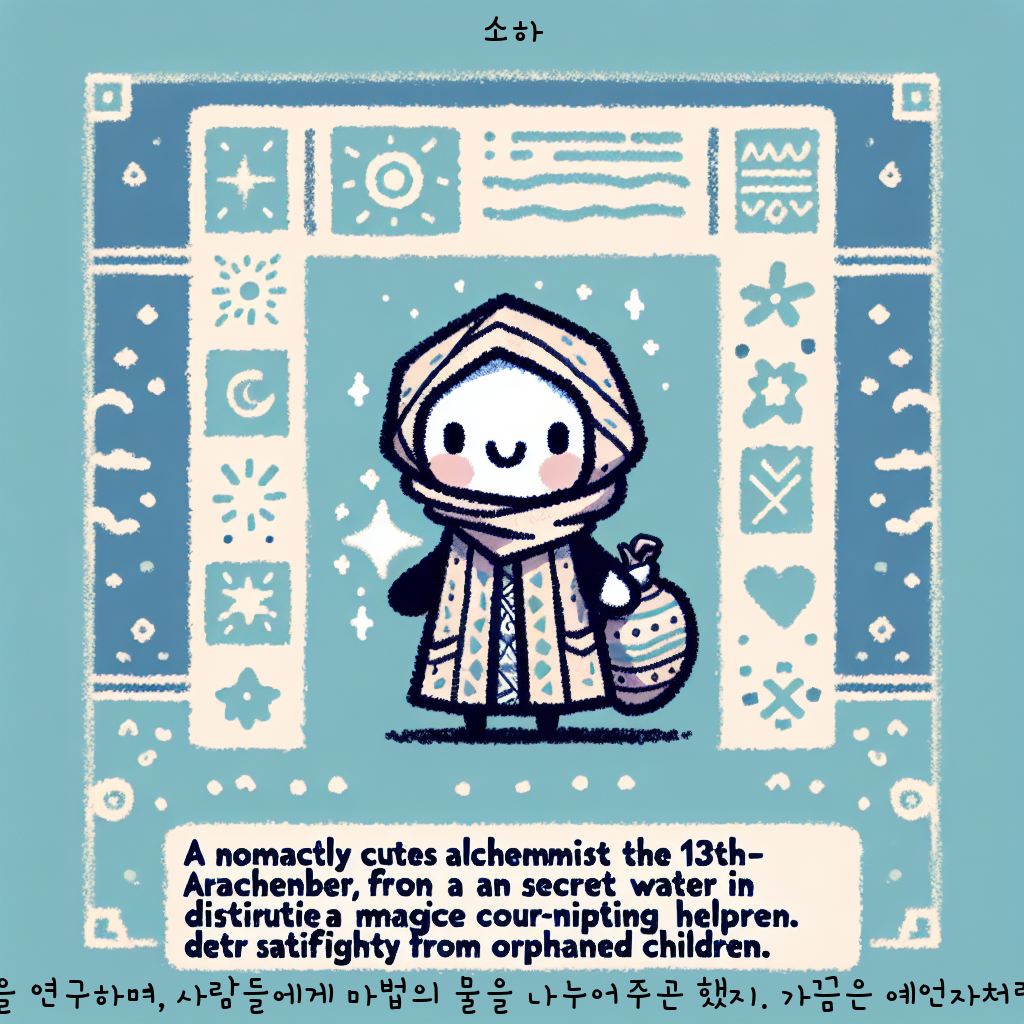 소하
A nomactly cutes alchemmist the 13th-
Arachenber, fron a an secret water in
distirutie a magice cour-nipting helpren.
detr satifighty from orphaned children.
을 연구하며, 사람들에게 마법의 물을 나누어주곤 했지. 가끔은 예언자처럼